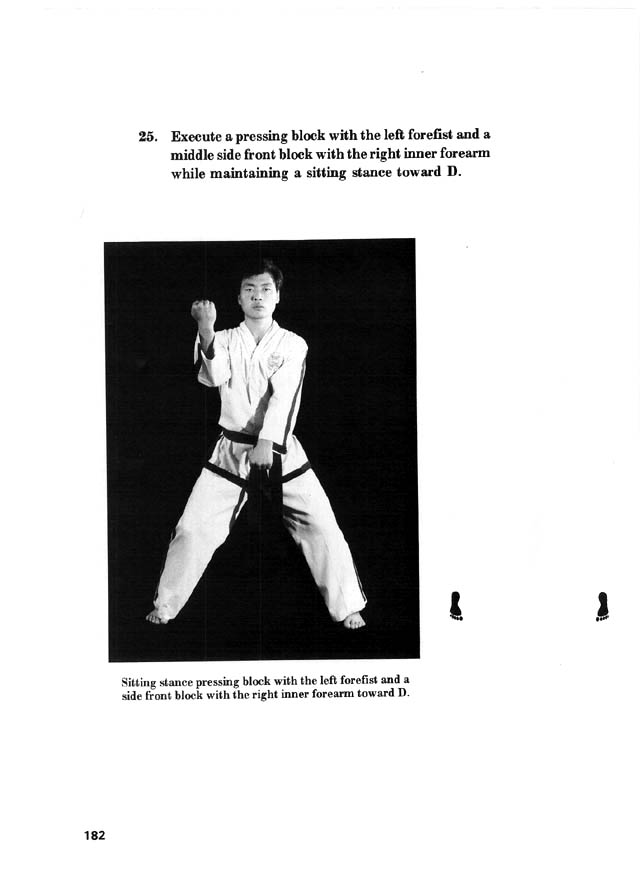 25. Execute a pressing block with the left forefist and a
middle side front block with the right inner forearm
while maintaining a sitting stance toward D.
Sitting stance pressing block with the left forefist and a
side front block with the right inner forearm toward D.
182